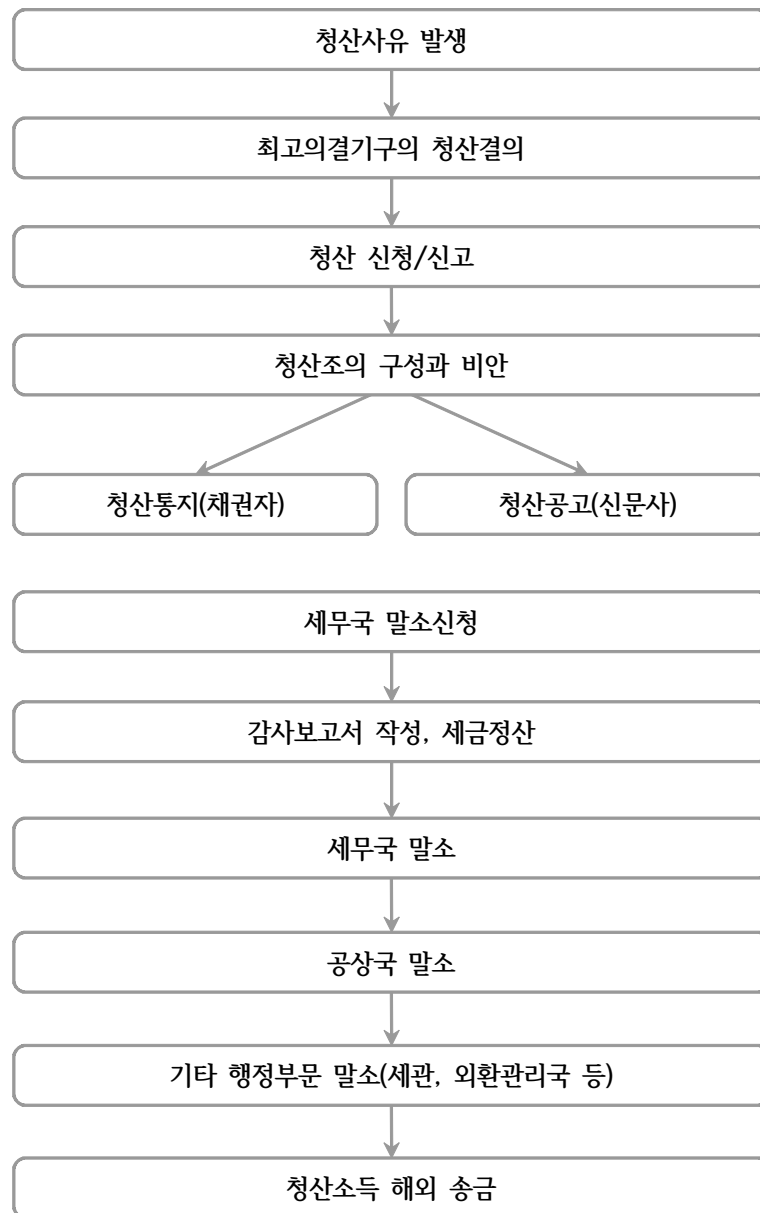 청산사유 발생
최고의결기구의 청산결의
청산 신청/신고
청산조의 구성과 비안
청산통지(채권자)
청산공고(신문사)
세무국 말소신청
감사보고서 작성, 세금정산
세무국 말소
공상국 말소
기타 행정부문 말소(세관, 외환관리국 등)
청산소득 해외 송금